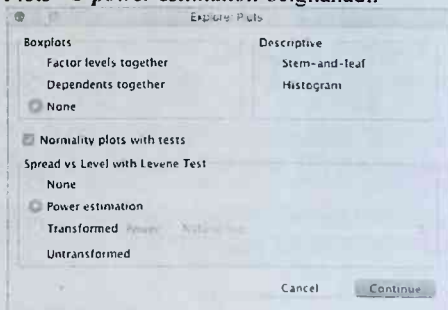 Explore: Plots
Boxplots
Descriptive
Factor levels together
Stem-and-leaf
Dependents together
Histogram
None
Normality plots with tests
Spread vs Level with Levene Test
None
Power estimation
Transformed Power:
Untransformed
Cancel
Continue